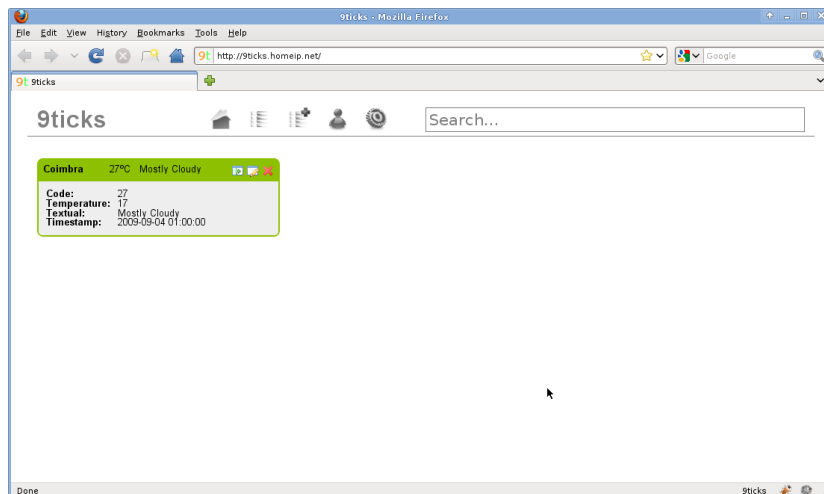 9ticks - Mozilla Firefox
File Edit View History Bookmarks Tools Help
9t http://9ticks.homeip.net/ Google
9t 9ticks
9ticks Search...
Coimbra 27ºC Mostly Cloudy
Code: 27
Temperature: 17
Textual: Mostly Cloudy
Timestamp: 2009-09-04 01:00:00
Done 9ticks